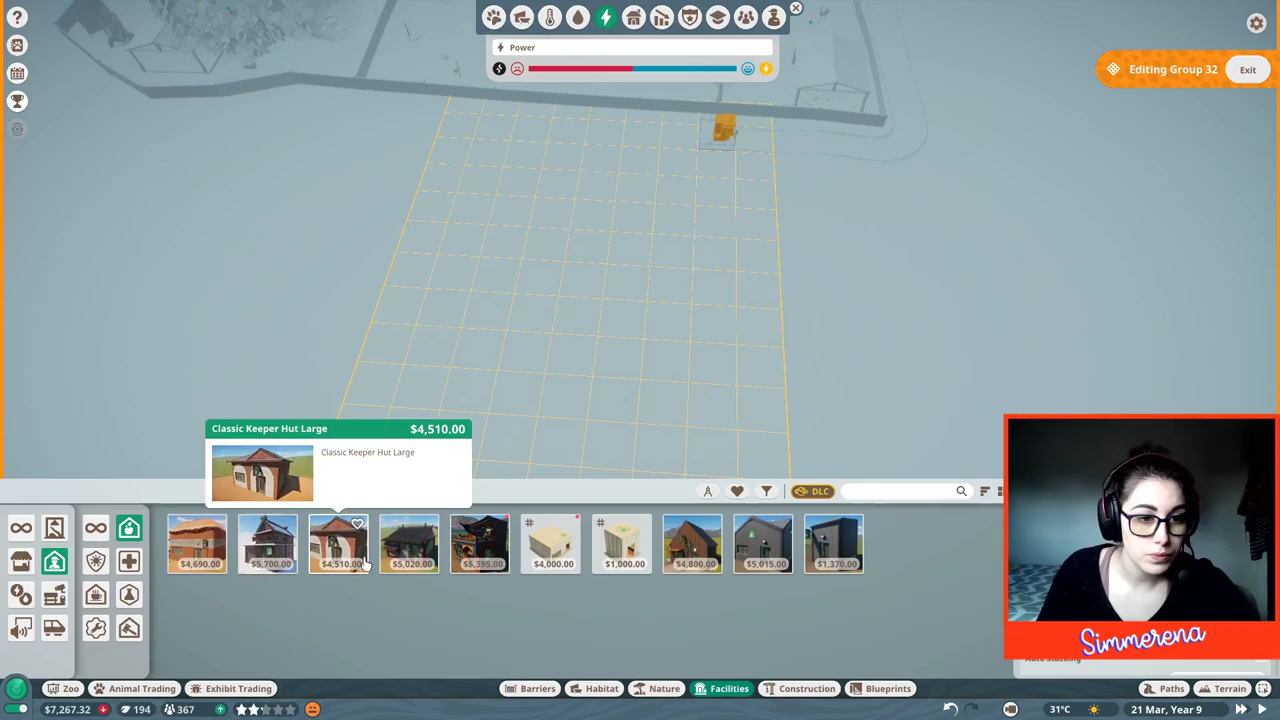 Power
Editing Group 32
Exit
Classic Keeper Hut Large
$4,510.00
Classic Keeper Hut Large
DLC
$4,690.00
$5,700.00
$4,510.00
$5,020.00
$5,395.00
$4,000.00
$1,000.00
$4,800.00
$5,015.00
$1,370.00
Simmerena
Auto Stacking
Zoo
Animal Trading
Exhibit Trading
Barriers
Habitat
Nature
Facilities
Construction
Blueprints
Paths
Terrain
$7,267.32
194
367
31°C
21 Mar, Year 9